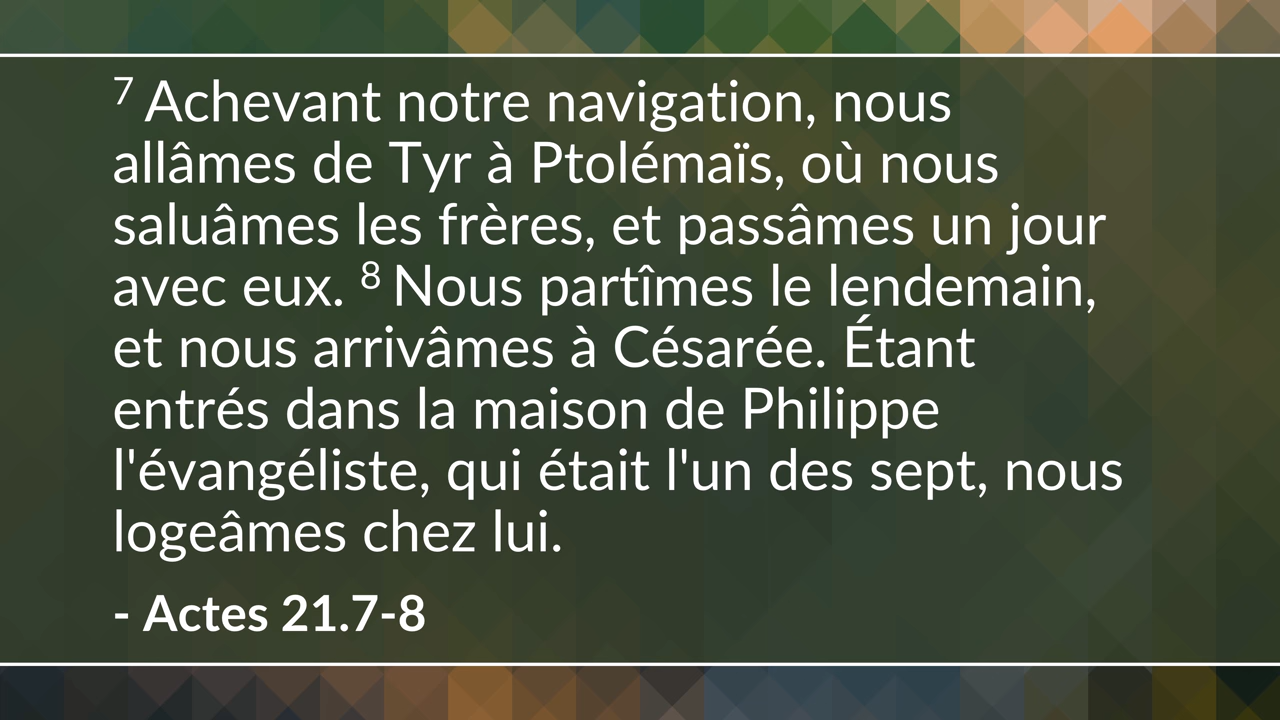 7 Achevant notre navigation, nous
allâmes de Tyr à Ptolémaïs, où nous
saluâmes les frères, et passâmes un jour
avec eux. 8 Nous partîmes le lendemain,
et nous arrivâmes à Césarée. Étant
entrés dans la maison de Philippe
l'évangéliste, qui était l'un des sept, nous
logeâmes chez lui.
- Actes 21.7-8